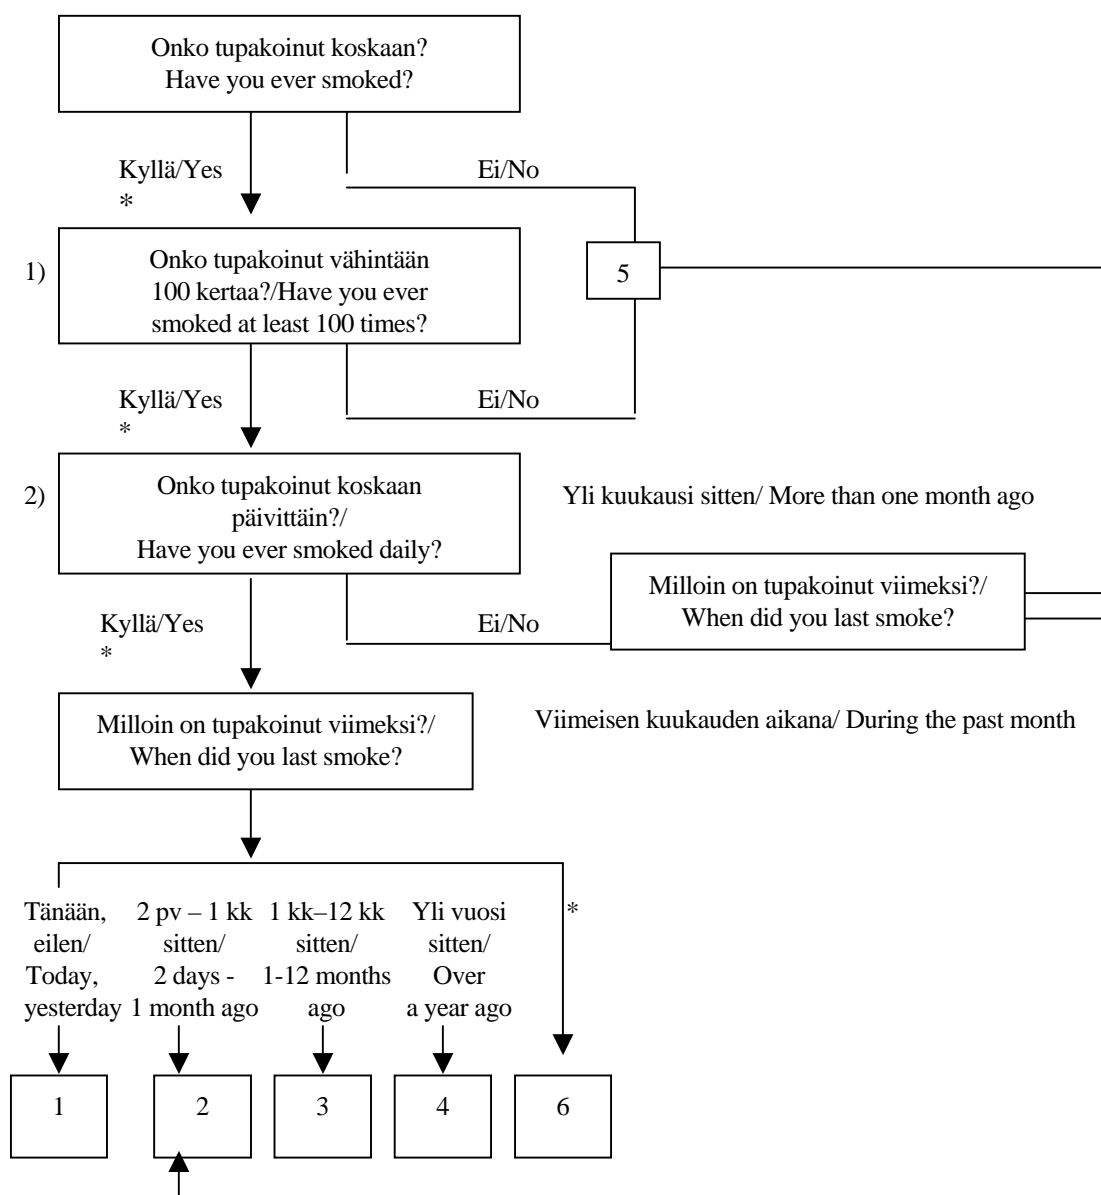 Onko tupakoinut koskaan?
Have you ever smoked?
Kyllä/Yes
*
Ei/No
1)
Onko tupakoinut vähintään
100 kertaa?/Have you ever
smoked at least 100 times?
5
Kyllä/Yes
*
Ei/No
2)
Onko tupakoinut koskaan
päivittäin?/
Have you ever smoked daily?
Yli kuukausi sitten/ More than one month ago
Milloin on tupakoinut viimeksi?/
When did you last smoke?
Kyllä/Yes
*
Ei/No
Milloin on tupakoinut viimeksi?/
When did you last smoke?
Viimeisen kuukauden aikana/ During the past month
Tänään,
eilen/
Today,
yesterday
2 pv – 1 kk
sitten/
2 days -
1 month ago
1 kk–12 kk
sitten/
1-12 months
ago
Yli vuosi
sitten/
Over
a year ago
*
1
2
3
4
6